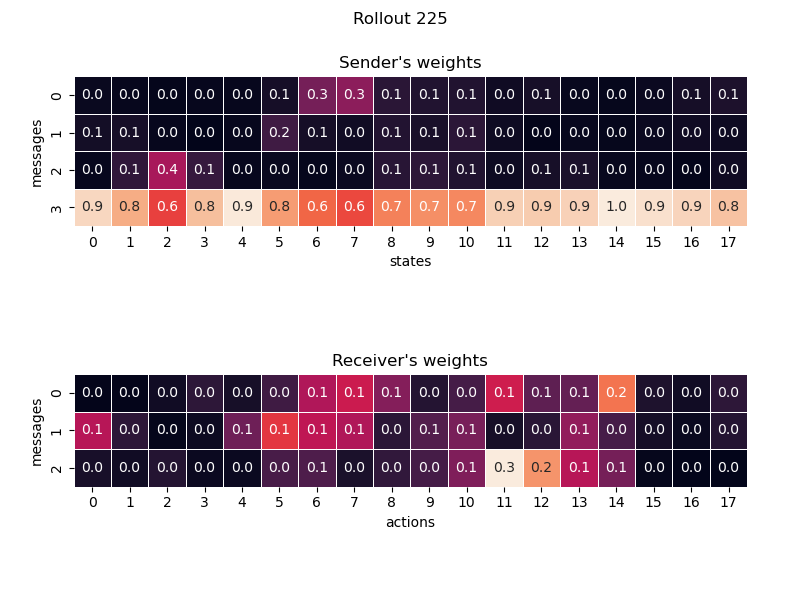 Rollout 225
Sender's weights
0 0.0 0.0 0.0 0.0 0.0 0.1 0.3 0.3 0.1 0.1 0.1 0.0 0.1 0.0 0.0 0.0 0.1 0.1
1 0.1 0.1 0.0 0.0 0.0 0.2 0.1 0.0 0.1 0.1 0.1 0.0 0.0 0.0 0.0 0.0 0.0 0.0
2 0.0 0.1 0.4 0.1 0.0 0.0 0.0 0.0 0.1 0.1 0.1 0.0 0.1 0.1 0.0 0.0 0.0 0.0
3 0.9 0.8 0.6 0.8 0.9 0.8 0.6 0.6 0.7 0.7 0.7 0.9 0.9 0.9 1.0 0.9 0.9 0.8
messages
0 1 2 3 4 5 6 7 8 9 10 11 12 13 14 15 16 17
states
Receiver's weights
0 0.0 0.0 0.0 0.0 0.0 0.0 0.1 0.1 0.1 0.0 0.0 0.1 0.1 0.1 0.2 0.0 0.0 0.0
1 0.1 0.0 0.0 0.0 0.1 0.1 0.1 0.1 0.0 0.1 0.1 0.0 0.0 0.1 0.0 0.0 0.0 0.0
2 0.0 0.0 0.0 0.0 0.0 0.0 0.1 0.0 0.0 0.0 0.1 0.3 0.2 0.1 0.1 0.0 0.0 0.0
messages
0 1 2 3 4 5 6 7 8 9 10 11 12 13 14 15 16 17
actions